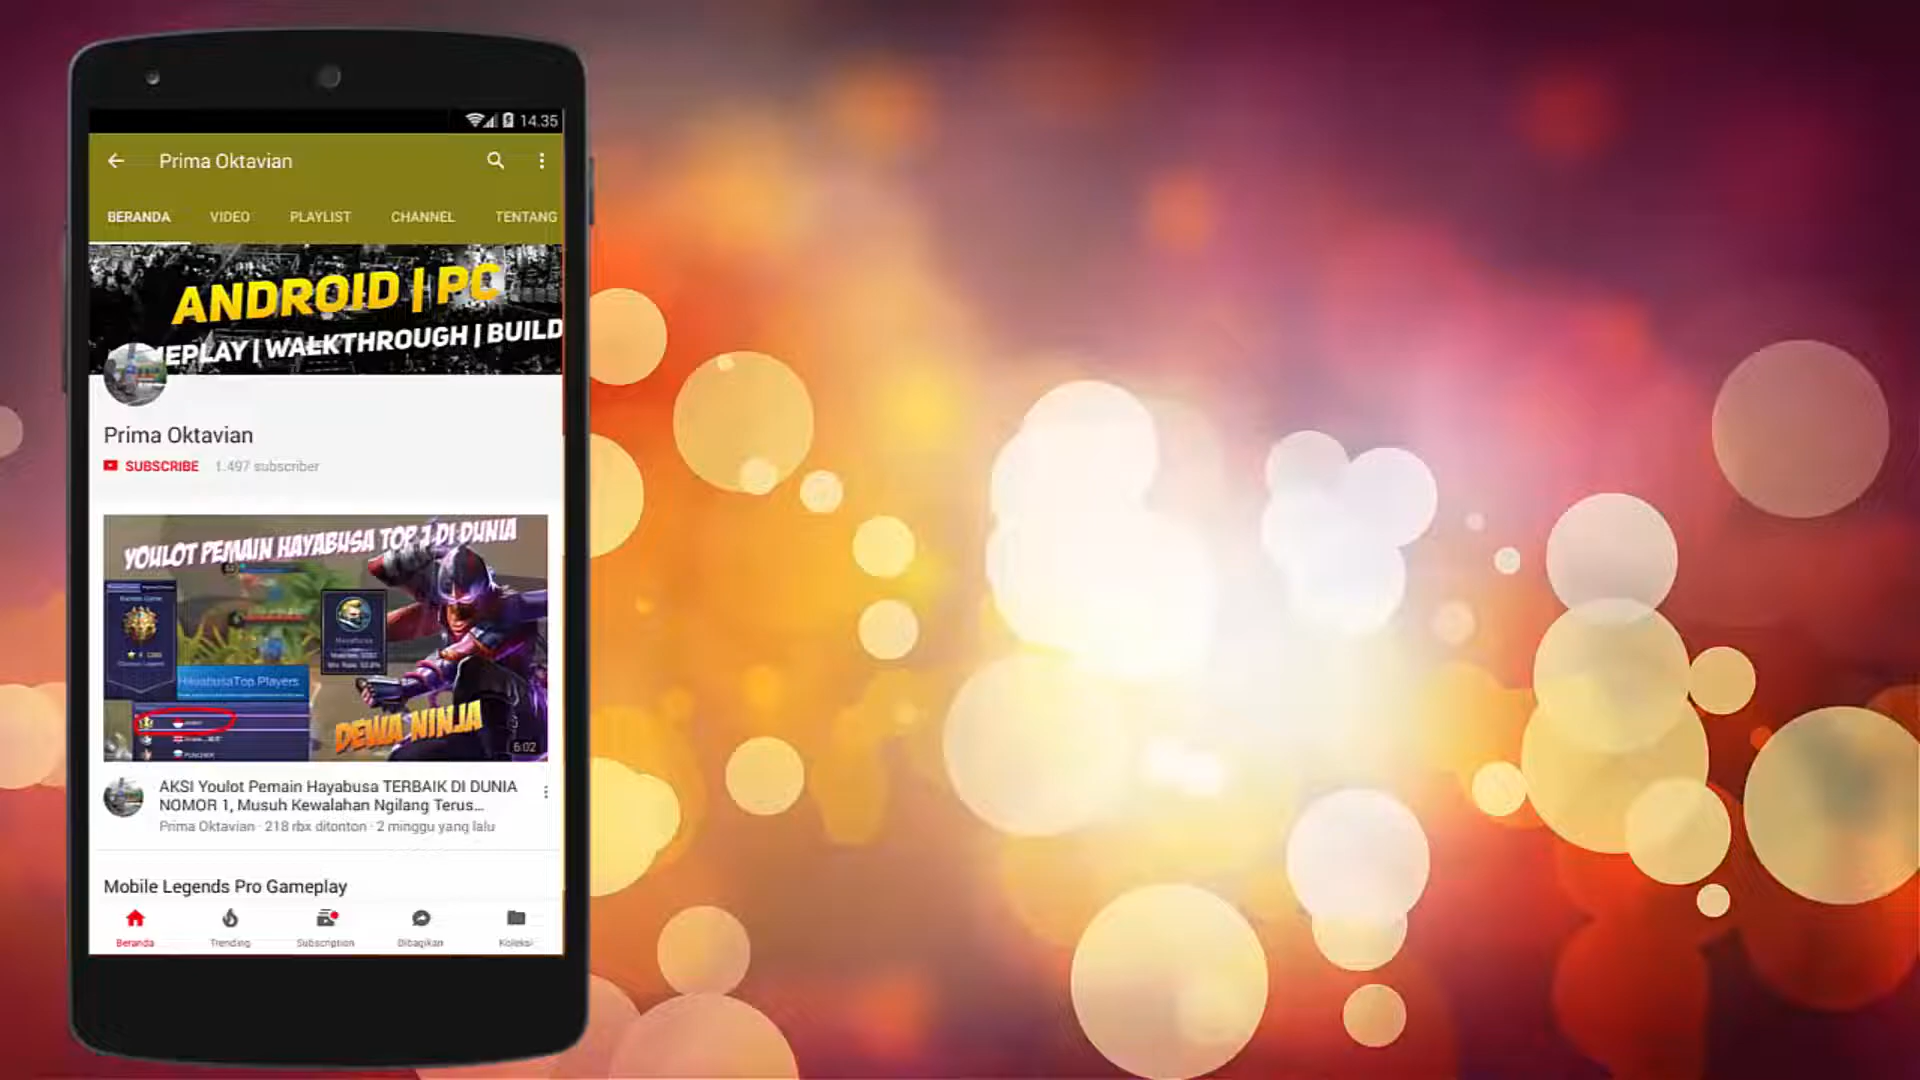 14.35
Prima Oktavian
BERANDA VIDEO PLAYLIST CHANNEL TENTANG
ANDROID | PC
MEPLAY | WALKTHROUGH | BUILD
Prima Oktavian
SUBSCRIBE 1.497 subscriber
YOULOT PEMAIN HAYABUSA TOP 1 DI DUNIA
Hayabusa
HayabusaTop Players
DEWA NINJA
6:02
AKSI Youlot Pemain Hayabusa TERBAIK DI DUNIA
NOMOR 1, Musuh Kewalahan Ngilang Terus...
Prima Oktavian · 218 rbx ditonton · 2 minggu yang lalu
Mobile Legends Pro Gameplay
Beranda Trending Subscription Dibagikan Koleksi